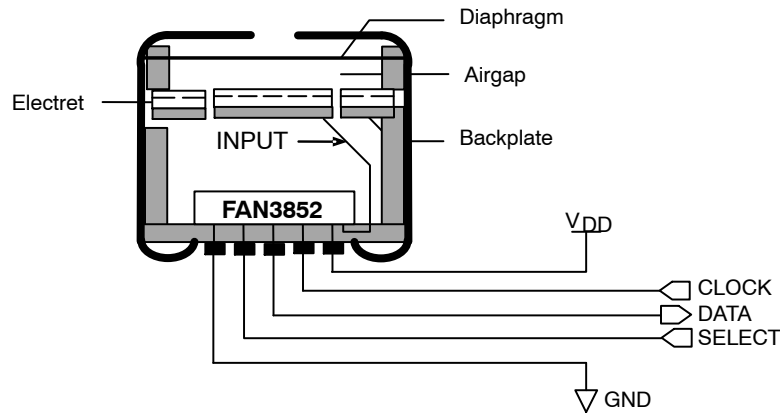 Diaphragm
Airgap
Electret
INPUT
Backplate
FAN3852
VDD
CLOCK
DATA
SELECT
GND